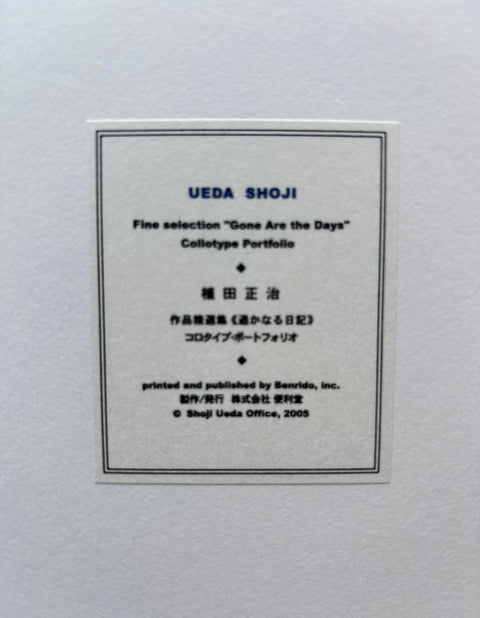 UEDA SHOJI
Fine selection "Gone Are the Days"
Collotype Portfolio
◆
植田正治
作品精選集《遥かなる日記》
コロタイプ・ポートフォリオ
◆
printed and published by Benrido, inc.
製作/発行 株式会社 便利堂
© Shoji Ueda Office, 2005